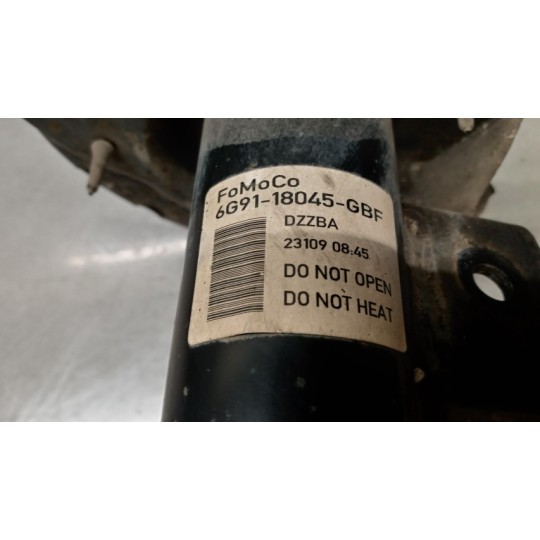 FoMoCo
6G91-18045-GBF
DZZBA
23109 08:45
DO NOT OPEN
DO NOT HEAT